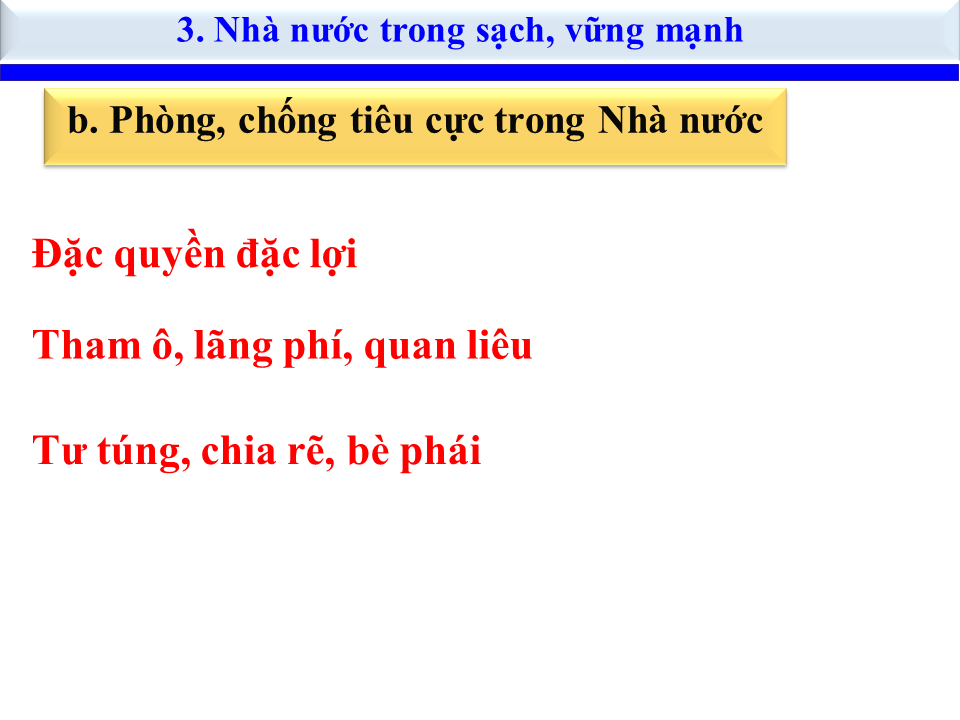 3. Nhà nước trong sạch, vững mạnh
b. Phòng, chống tiêu cực trong Nhà nước
Đặc quyền đặc lợi
Tham ô, lãng phí, quan liêu
Tư túng, chia rẽ, bè phái